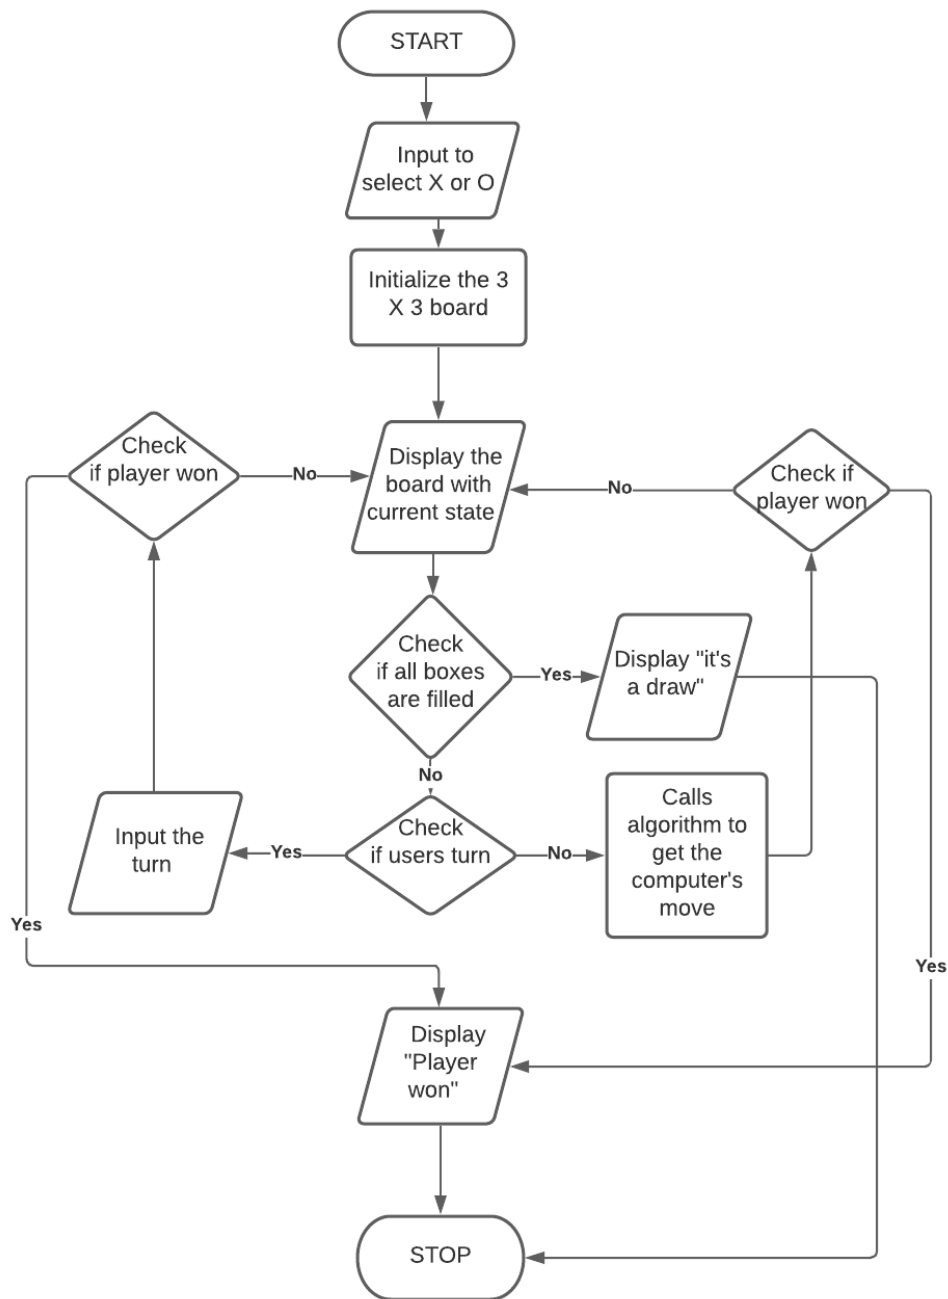 START
Input to
select X or O
Initialize the 3
X 3 board
Check
if player won
No
Display the
board with
current state
No
Check if
player won
Check
if all boxes
are filled
Yes
Display "it's
a draw"
No
Input the
turn
Yes
Check
if users turn
No
Calls
algorithm to
get the
computer's
move
Yes
Yes
Display
"Player
won"
STOP